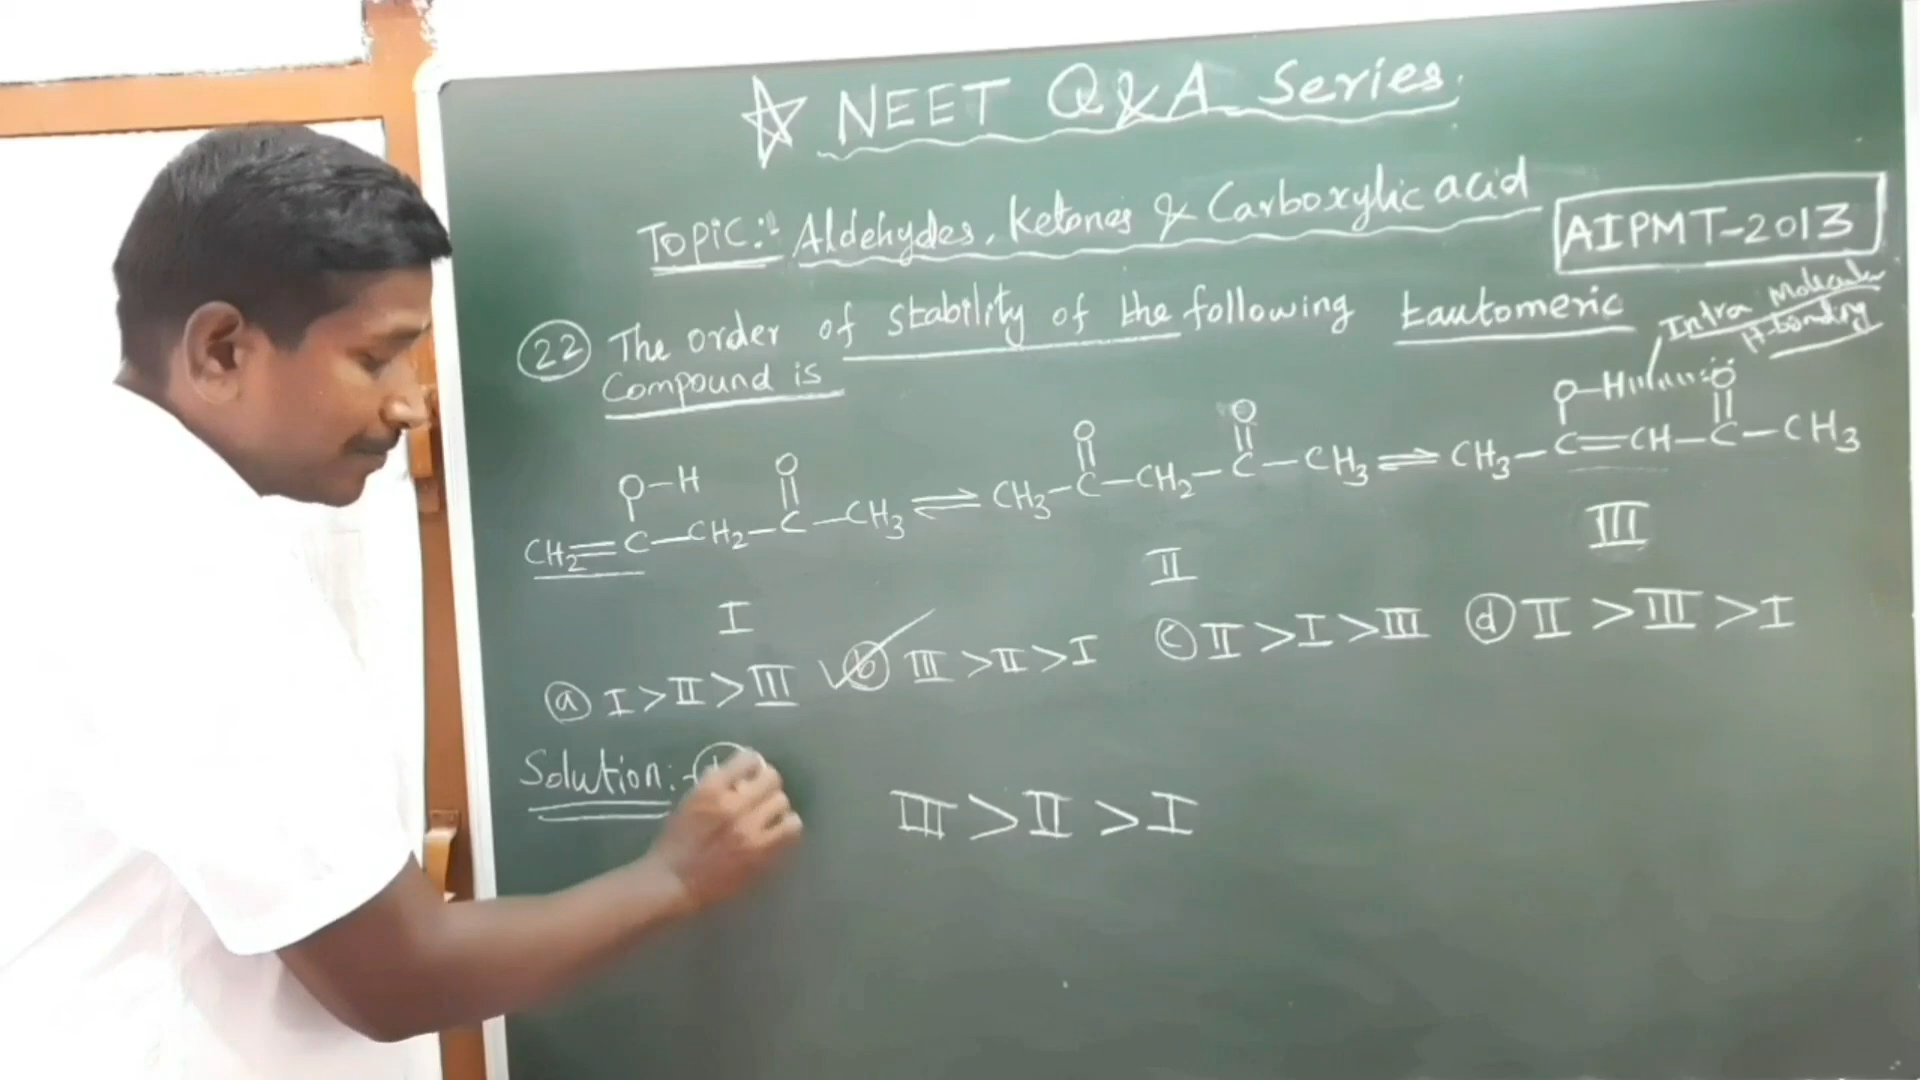 ☆ NEET Q&A Series.
Topic:- Aldehydes, Ketones & Carboxylic acid
AIPMT-2013
Intra Molecular
H-bonding
22 The order of stability of the following tautomeric
Compound is
O-H O O O O-H O
CH2=C-CH2-C-CH3 ⇌ CH3-C-CH2-C-CH3 ⇌ CH3-C=CH-C-CH3
I II III
a I>II>III b III>II>I c II>I>III d II>III>I
Solution:-
III>II>I